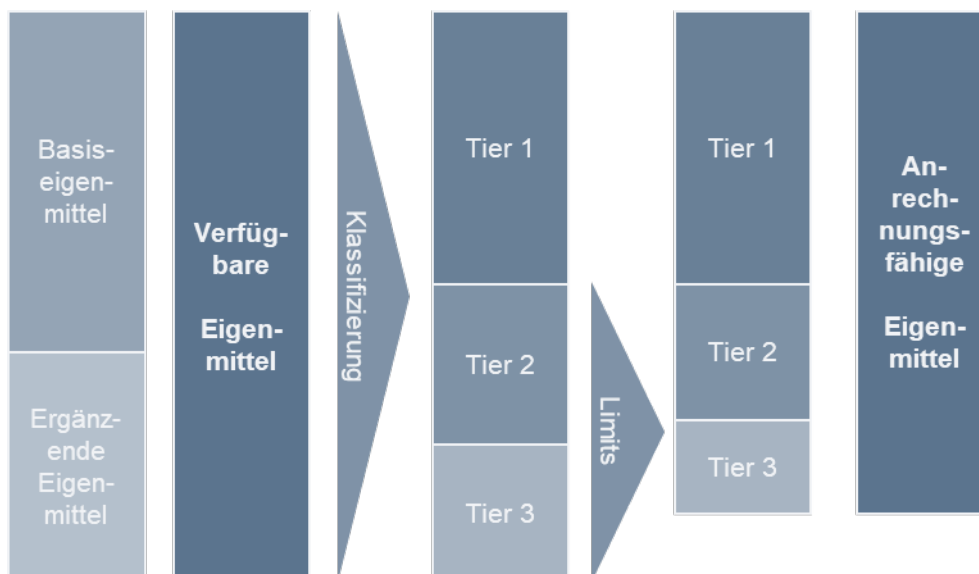 Basis-
eigen-
mittel
Ergänz-
ende
Eigen-
mittel
Verfüg-
bare
Eigen-
mittel
Klassifizierung
Tier 1
Tier 2
Tier 3
Limits
Tier 1
Tier 2
Tier 3
An-
rech-
nungs-
fähige
Eigen-
mittel